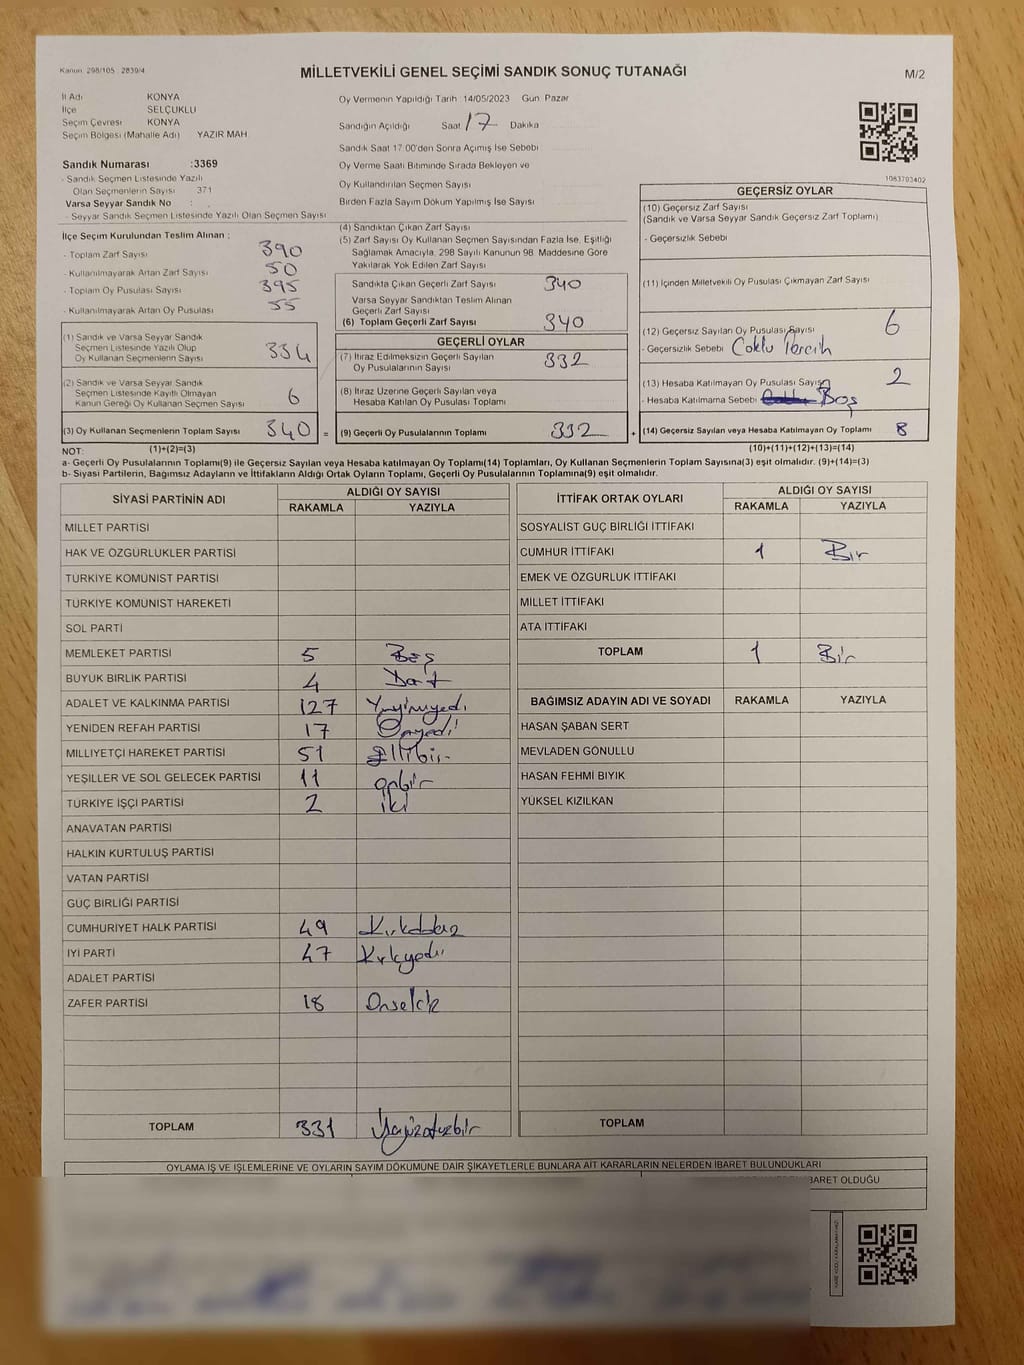 Kanun: 298/105 : 2839/4
MİLLETVEKİLİ GENEL SEÇİMİ SANDIK SONUÇ TUTANAĞI
M/2
İl Adı KONYA
İlçe SELÇUKLU
Seçim Çevresi KONYA
Seçim Bölgesi (Mahalle Adı) YAZIR MAH.
Sandık Numarası :3369
- Sandık Seçmen Listesinde Yazılı
Olan Seçmenlerin Sayısı 371
Varsa Seyyar Sandık No :
- Seyyar Sandık Seçmen Listesinde Yazılı Olan Seçmen Sayısı
Oy Vermenin Yapıldığı Tarih 14/05/2023 Gün Pazar
Sandığın Açıldığı Saat 17 Dakika
Sandık Saat 17:00'den Sonra Açımış İse Sebebi
Oy Verme Saati Bitiminde Sırada Bekleyen ve
Oy Kullandırılan Seçmen Sayısı
Birden Fazla Sayım Döküm Yapılmış İse Sayısı
1083703402
İlçe Seçim Kurulundan Teslim Alınan :
- Toplam Zarf Sayısı 390
- Kullanılmayarak Artan Zarf Sayısı 50
- Toplam Oy Pusulası Sayısı 395
- Kullanılmayarak Artan Oy Pusulası 55
(1) Sandık ve Varsa Seyyar Sandık
Seçmen Listesinde Yazılı Olup
Oy Kullanan Seçmenlerin Sayısı 334
(2) Sandık ve Varsa Seyyar Sandık
Seçmen Listesinde Kayıtlı Olmayan
Kanun Gereği Oy Kullanan Seçmen Sayısı 6
(3) Oy Kullanan Seçmenlerin Toplam Sayısı 340 =
(4) Sandıktan Çıkan Zarf Sayısı
(5) Zarf Sayısı Oy Kullanan Seçmen Sayısından Fazla İse, Eşitliği
Sağlamak Amacıyla, 298 Sayılı Kanunun 98. Maddesine Göre
Yakılarak Yok Edilen Zarf Sayısı
Sandıkta Çıkan Geçerli Zarf Sayısı 340
Varsa Seyyar Sandıktan Teslim Alınan
Geçerli Zarf Sayısı
(6) Toplam Geçerli Zarf Sayısı 340
GEÇERLİ OYLAR
(7) İtiraz Edilmeksizin Geçerli Sayılan
Oy Pusulalarının Sayısı 332
(8) İtiraz Üzerine Geçerli Sayılan veya
Hesaba Katılan Oy Pusulası Toplamı
(9) Geçerli Oy Pusulalarının Toplamı 332 +
GEÇERSİZ OYLAR
(10) Geçersiz Zarf Sayısı
(Sandık ve Varsa Seyyar Sandık Geçersiz Zarf Toplamı)
- Geçersizlik Sebebi
(11) İçinden Milletvekili Oy Pusulası Çıkmayan Zarf Sayısı
(12) Geçersiz Sayılan Oy Pusulası Sayısı 6
- Geçersizlik Sebebi Çoklu Tercih
(13) Hesaba Katılmayan Oy Pusulası Sayısı 2
- Hesaba Katılmama Sebebi Boş
(14) Geçersiz Sayılan veya Hesaba Katılmayan Oy Toplamı 8
NOT: (1)+(2)=(3) (10)+(11)+(12)+(13)=(14)
a- Geçerli Oy Pusulalarının Toplamı(9) ile Geçersiz Sayılan veya Hesaba katılmayan Oy Toplamı(14) Toplamları, Oy Kullanan Seçmenlerin Toplam Sayısına(3) eşit olmalıdır. (9)+(14)=(3)
b- Siyasi Partilerin, Bağımsız Adayların ve İttifakların Aldığı Ortak Oyların Toplamı, Geçerli Oy Pusulalarının Toplamına(9) eşit olmalıdır.
SİYASİ PARTİNİN ADI ALDIĞI OY SAYISI
RAKAMLA YAZIYLA
MİLLET PARTİSİ
HAK VE ÖZGÜRLÜKLER PARTİSİ
TÜRKİYE KOMÜNİST PARTİSİ
TÜRKİYE KOMÜNİST HAREKETİ
SOL PARTİ
MEMLEKET PARTİSİ 5 Beş
BÜYÜK BİRLİK PARTİSİ 4 Dört
ADALET VE KALKINMA PARTİSİ 127 Yüzyirmiyedi
YENİDEN REFAH PARTİSİ 17 Onyedi
MİLLİYETÇİ HAREKET PARTİSİ 51 Ellibir
YEŞİLLER VE SOL GELECEK PARTİSİ 11 onbir
TÜRKİYE İŞÇİ PARTİSİ 2 iki
ANAVATAN PARTİSİ
HALKIN KURTULUŞ PARTİSİ
VATAN PARTİSİ
GÜÇ BİRLİĞİ PARTİSİ
CUMHURİYET HALK PARTİSİ 49 Kırkdokuz
İYİ PARTİ 47 Kırkyedi
ADALET PARTİSİ
ZAFER PARTİSİ 18 Onsekiz
TOPLAM 331 Üçyüzotuzbir
İTTİFAK ORTAK OYLARI ALDIĞI OY SAYISI
RAKAMLA YAZIYLA
SOSYALİST GÜÇ BİRLİĞİ İTTİFAKI
CUMHUR İTTİFAKI 1 Bir
EMEK VE ÖZGÜRLÜK İTTİFAKI
MİLLET İTTİFAKI
ATA İTTİFAKI
TOPLAM 1 Bir
BAĞIMSIZ ADAYIN ADI VE SOYADI RAKAMLA YAZIYLA
HASAN ŞABAN SERT
MEVLADEN GÖNÜLLÜ
HASAN FEHMİ BIYIK
YÜKSEL KIZILKAN
TOPLAM
OYLAMA İŞ VE İŞLEMLERİNE VE OYLARIN SAYIM DÖKÜMÜNE DAİR ŞİKAYETLERLE BUNLARA AİT KARARLARIN NELERDEN İBARET BULUNDUKLARI
BARET OLDUĞU